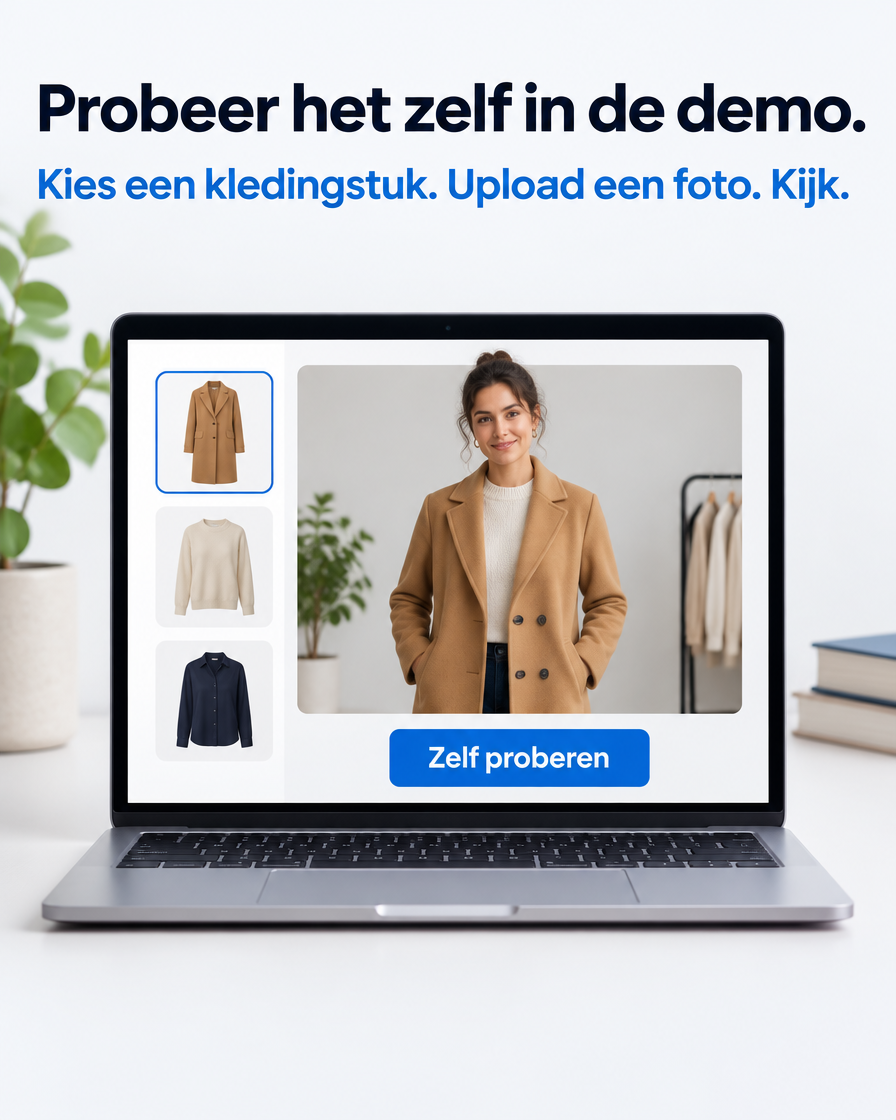 Probeer het zelf in de demo.
Kies een kledingstuk. Upload een foto. Kijk.
Zelf proberen